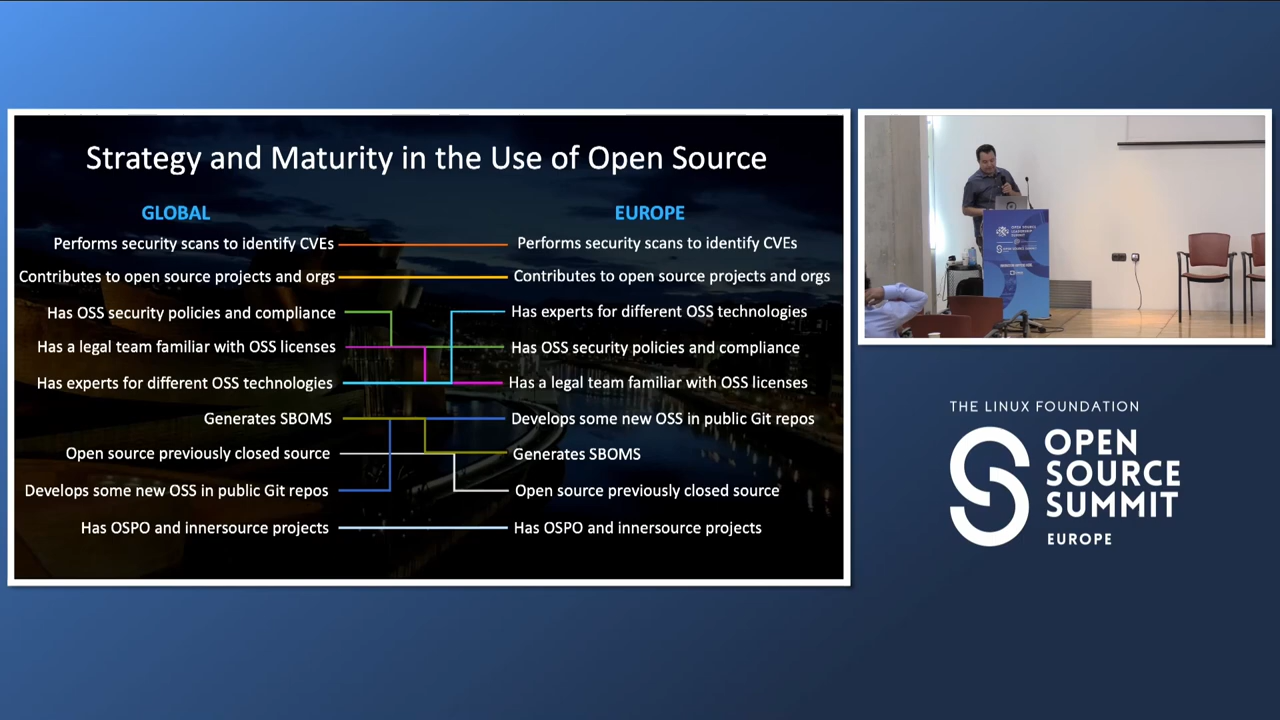 Strategy and Maturity in the Use of Open Source
GLOBAL
EUROPE
Performs security scans to identify CVEs
Performs security scans to identify CVEs
Contributes to open source projects and orgs
Contributes to open source projects and orgs
Has OSS security policies and compliance
Has experts for different OSS technologies
Has a legal team familiar with OSS licenses
Has OSS security policies and compliance
Has experts for different OSS technologies
Has a legal team familiar with OSS licenses
Generates SBOMS
Develops some new OSS in public Git repos
Open source previously closed source
Generates SBOMS
Develops some new OSS in public Git repos
Open source previously closed source
Has OSPO and innersource projects
Has OSPO and innersource projects
THE LINUX FOUNDATION
OPEN
SOURCE
SUMMIT
EUROPE